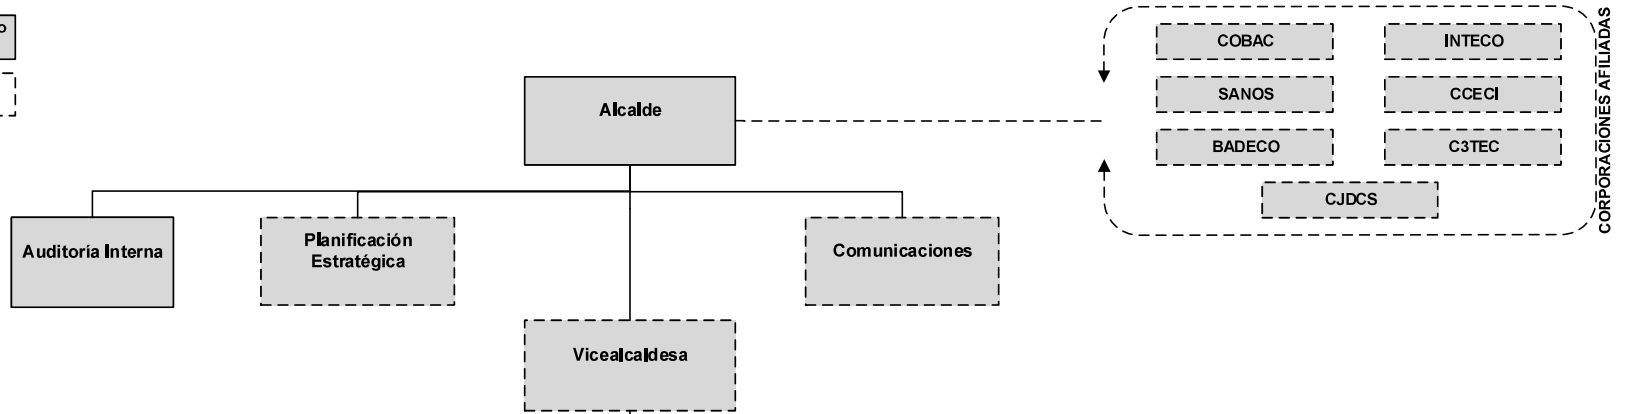 COBAC
INTECO
SANOS
CCECI
BADECO
C3TEC
CJDCS
CORPORACIONES AFILIADAS
Alcalde
Auditoría Interna
Planificación
Estratégica
Comunicaciones
Vicealcaldesa